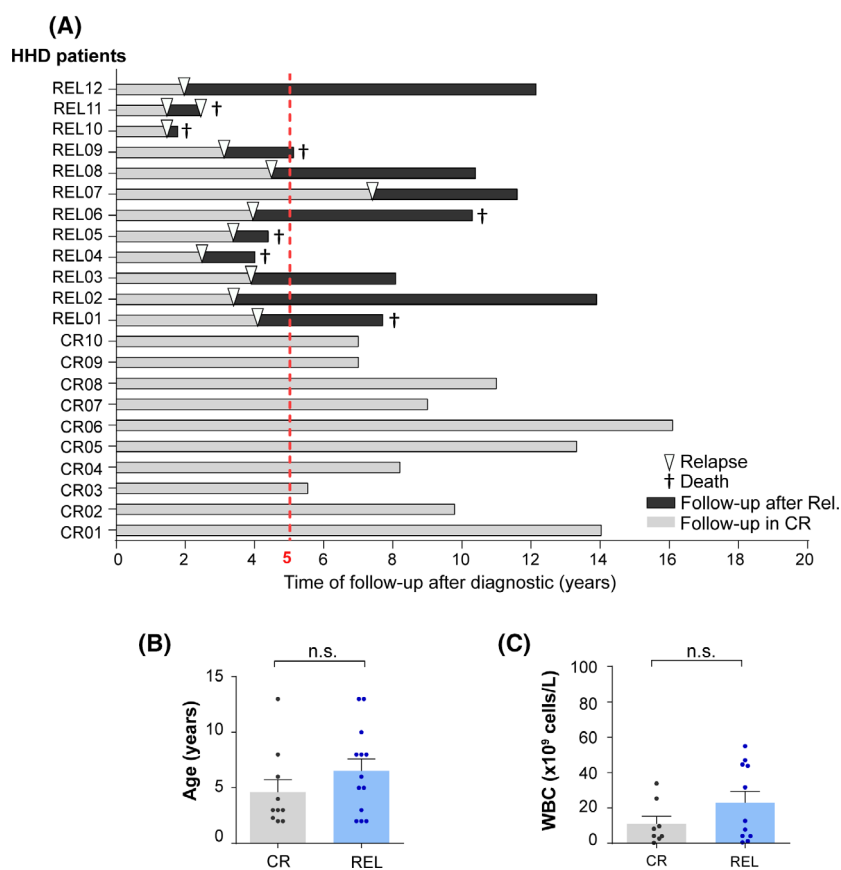 (A)
HHD patients
REL12
REL11 †
REL10 †
REL09 †
REL08
REL07
REL06 †
REL05 †
REL04 †
REL03
REL02
REL01 †
CR10
CR09
CR08
CR07
CR06
CR05
CR04
CR03
CR02
CR01
Relapse
† Death
Follow-up after Rel.
Follow-up in CR
0 2 4 5 6 8 10 12 14 16 18 20
Time of follow-up after diagnostic (years)
(B)
n.s.
15
10
5
0
Age (years)
CR REL
(C)
n.s.
100
80
60
40
20
0
WBC (x10⁹ cells/L)
CR REL